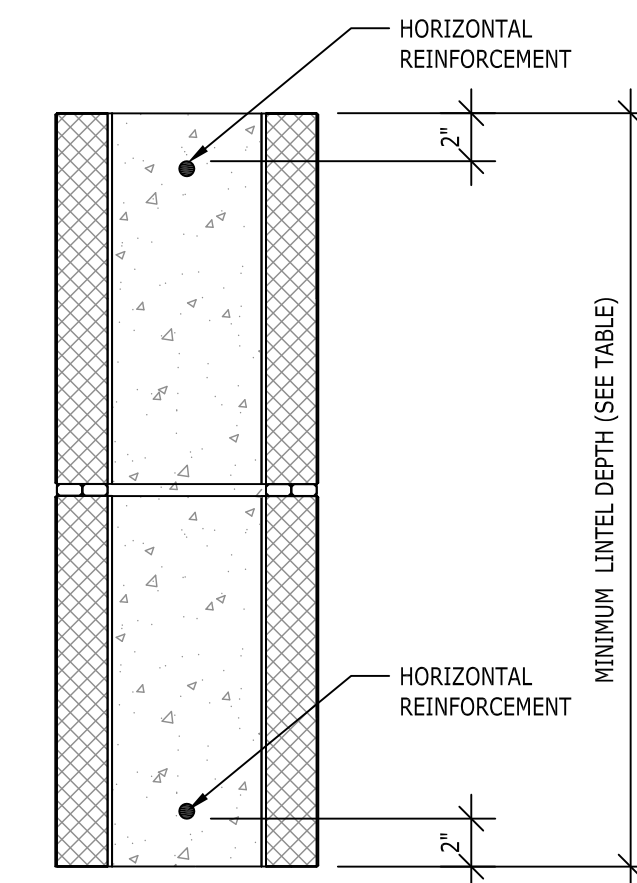 HORIZONTAL
REINFORCEMENT
2"
MINIMUM LINTEL DEPTH (SEE TABLE)
HORIZONTAL
REINFORCEMENT
2"